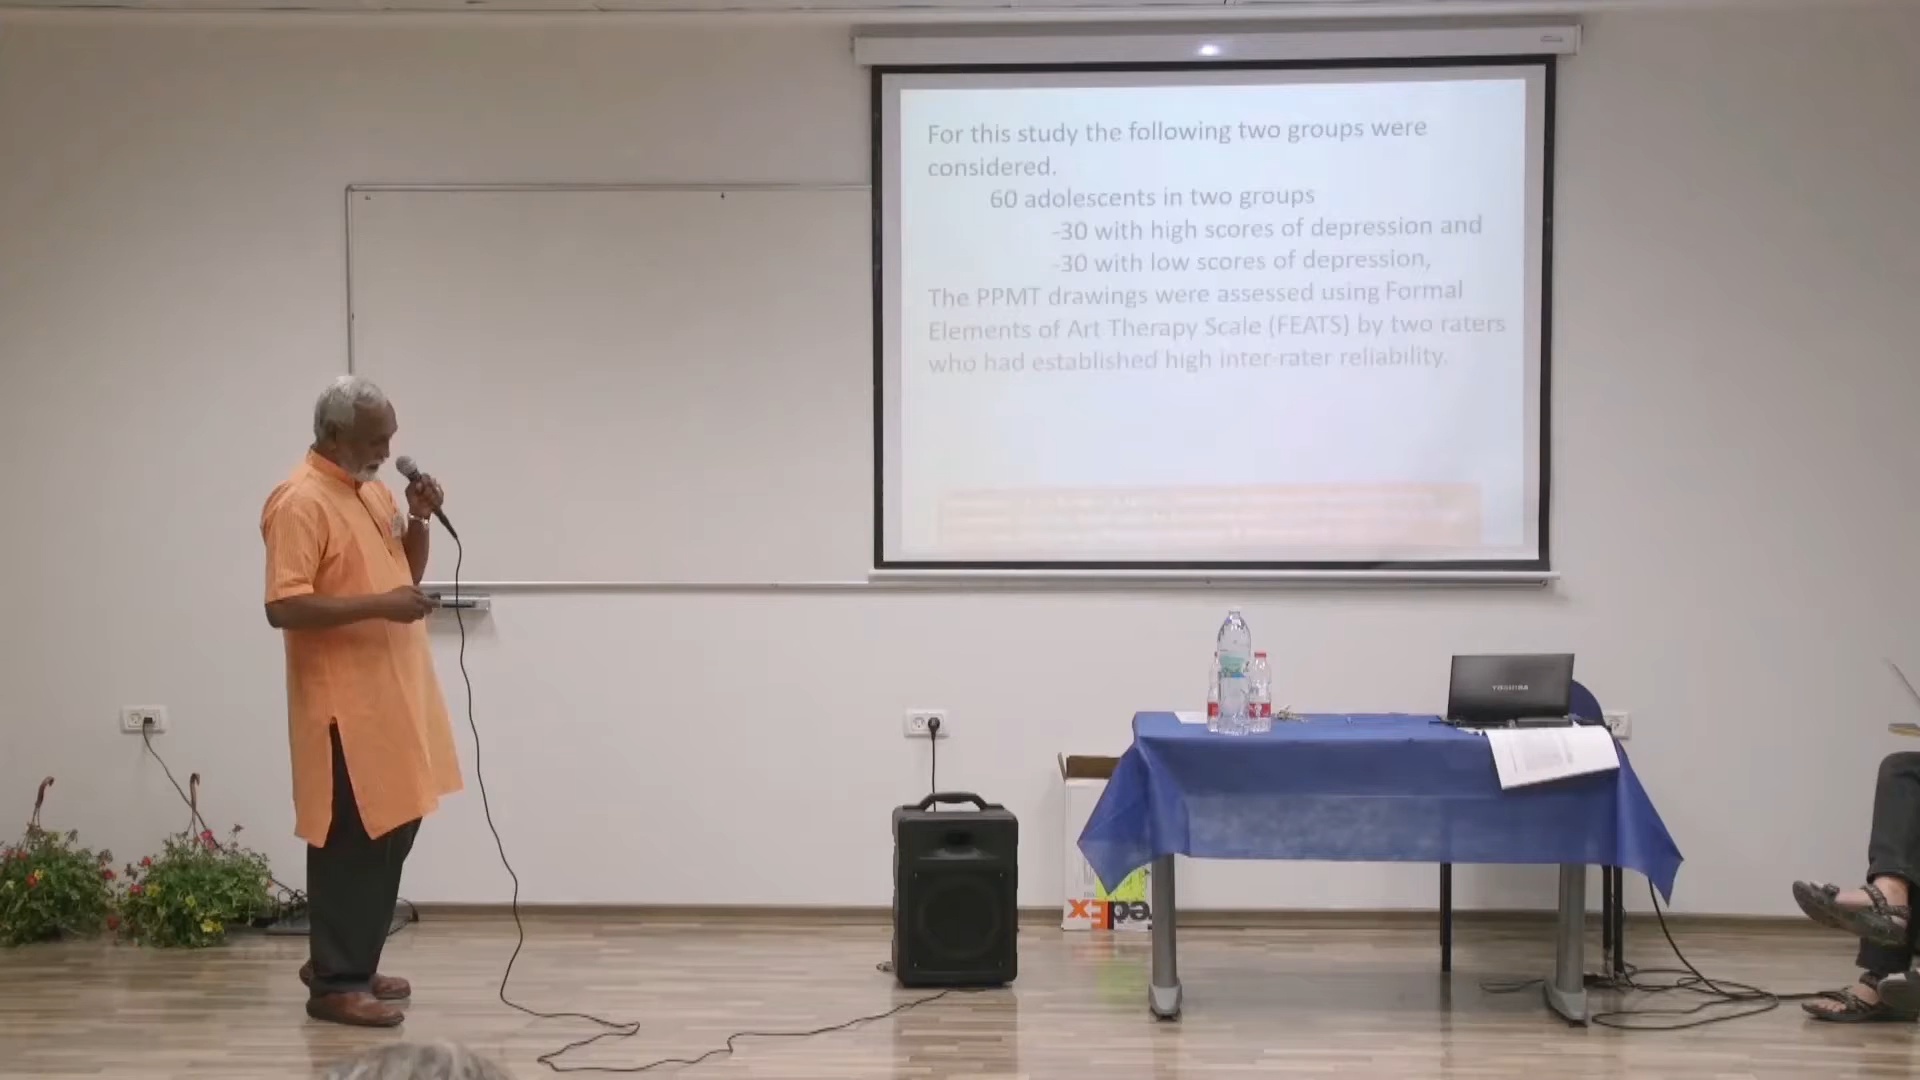 For this study the following two groups were
considered.
60 adolescents in two groups
-30 with high scores of depression and
-30 with low scores of depression,
The PPMT drawings were assessed using Formal
Elements of Art Therapy Scale (FEATS) by two raters
who had established high inter-rater reliability.
TOSHIBA
FedEx